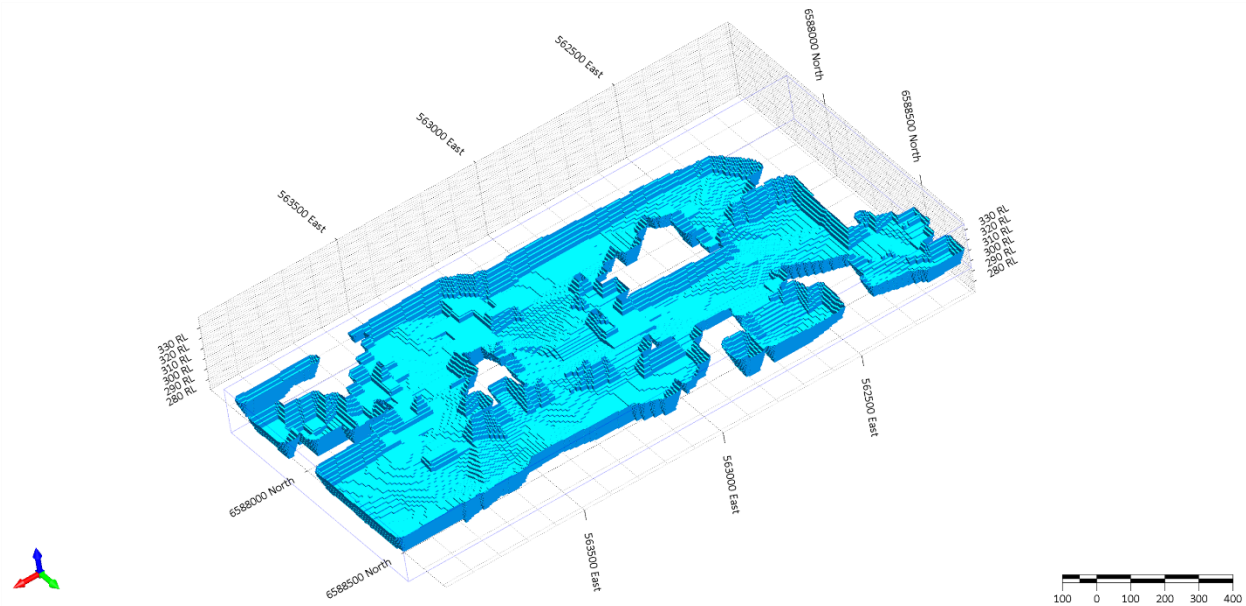 6588000 North
562500 East
6588500 North
563000 East
563500 East
330 RL
320 RL
310 RL
300 RL
290 RL
280 RL
330 RL
320 RL
310 RL
300 RL
290 RL
280 RL
562500 East
6588000 North
563000 East
563500 East
6588500 North
100 0 100 200 300 400